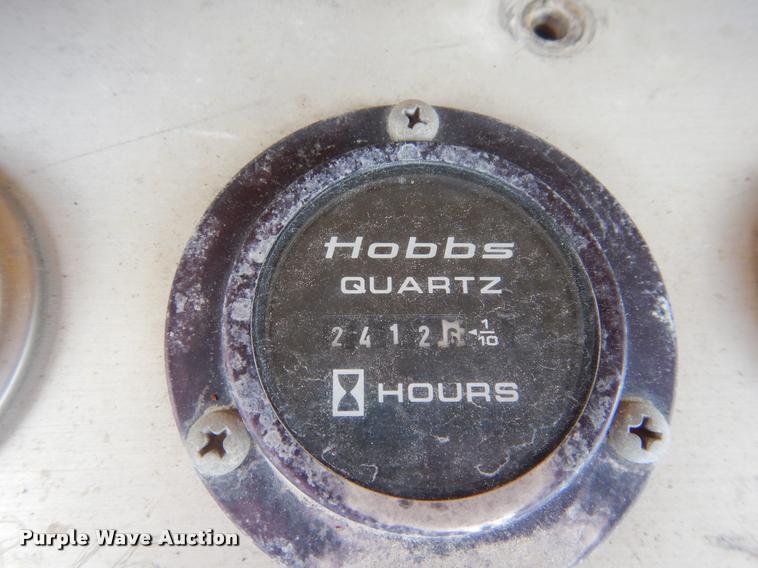 Hobbs
QUARTZ
2412 1/10
HOURS
Purple Wave Auction